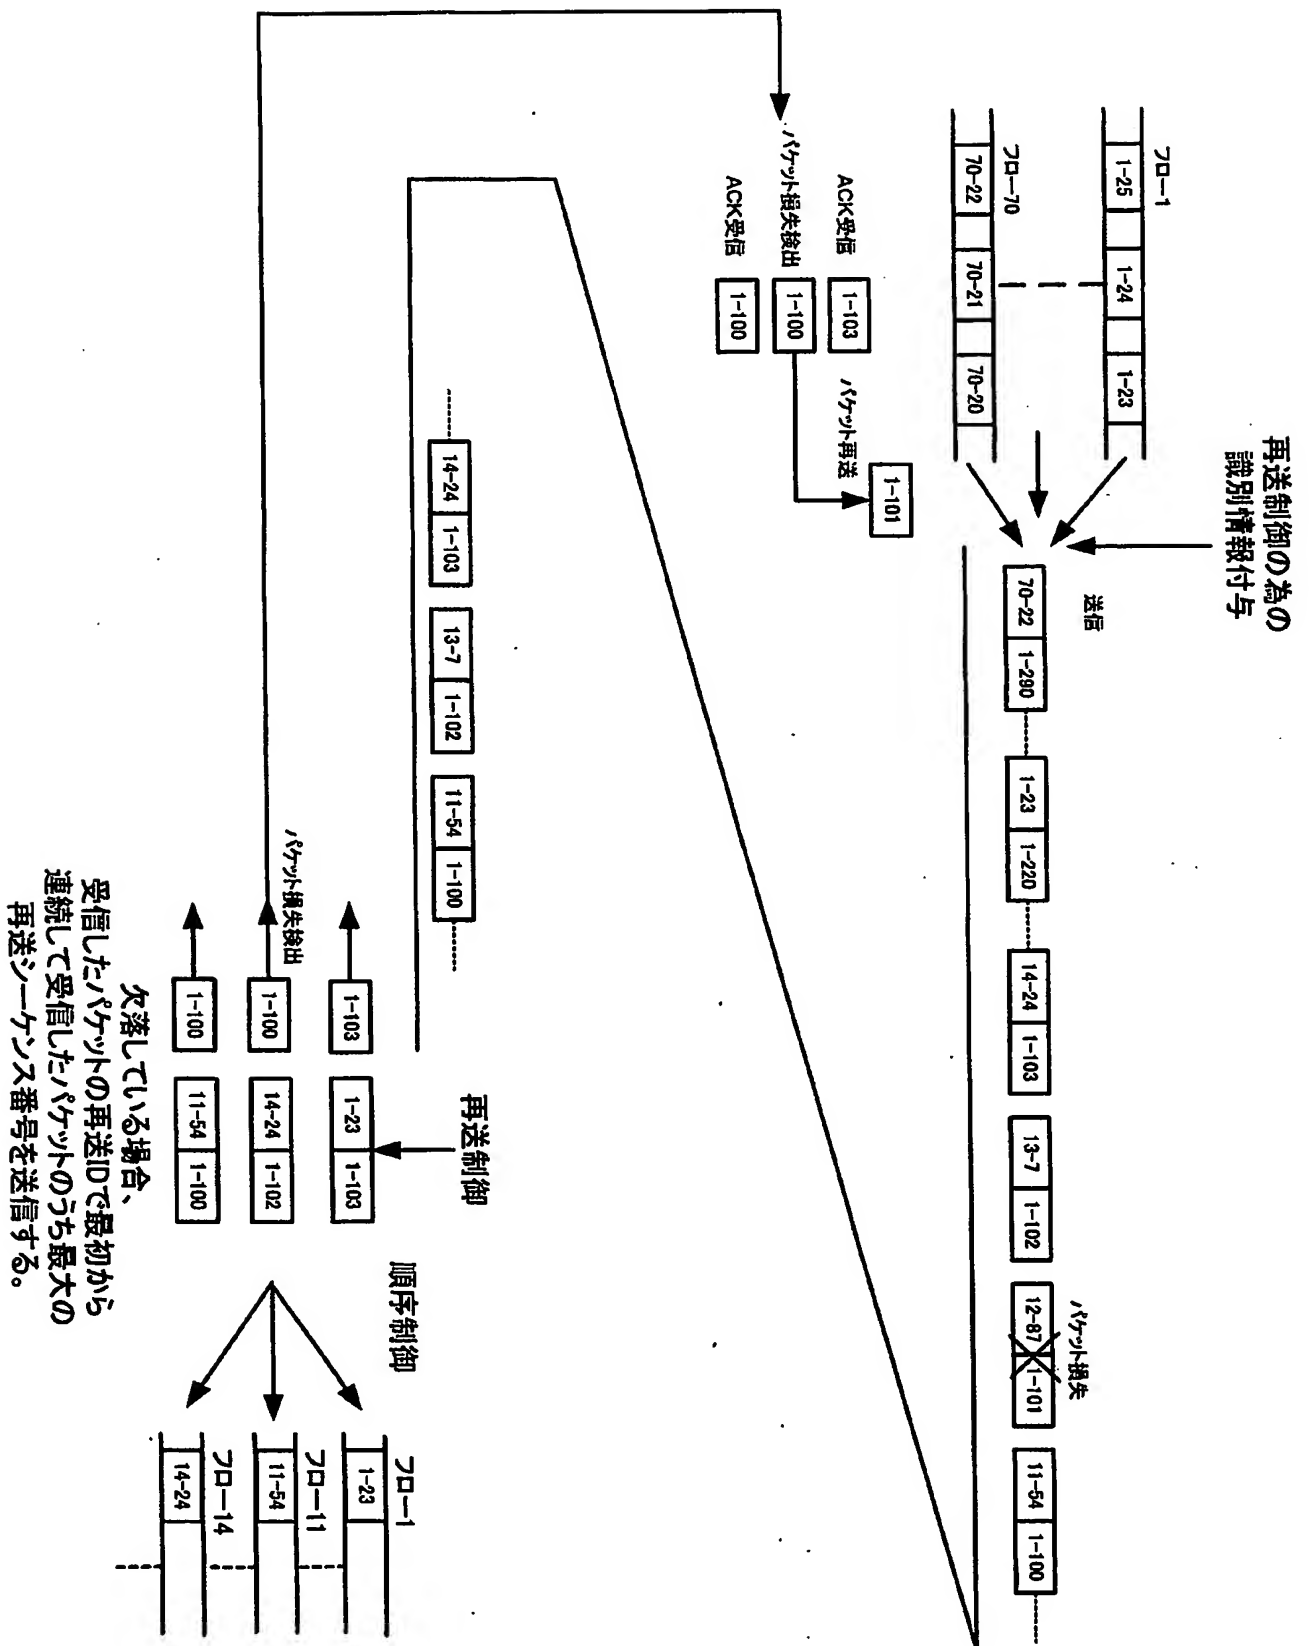 再送制御の為の
識別情報付与
フロー1
1-25
1-24
1-23
フロー70
70-22
70-21
70-20
送信
70-22 1-290
1-23 1-220
14-24 1-103
13-7 1-102
パケット損失
12-87 1-101
11-54 1-100
ACK受信 1-103
パケット損失検出 1-100
ACK受信 1-100
パケット再送
1-101
14-24 1-103
13-7 1-102
11-54 1-100
再送制御
1-103
1-23 1-103
パケット損失検出
1-100
14-24 1-102
1-100
11-54 1-100
順序制御
フロー1
1-23
フロー11
11-54
フロー14
14-24
欠落している場合、
受信したパケットの再送IDで最初から
連続して受信したパケットのうち最大の
再送シーケンス番号を送信する。